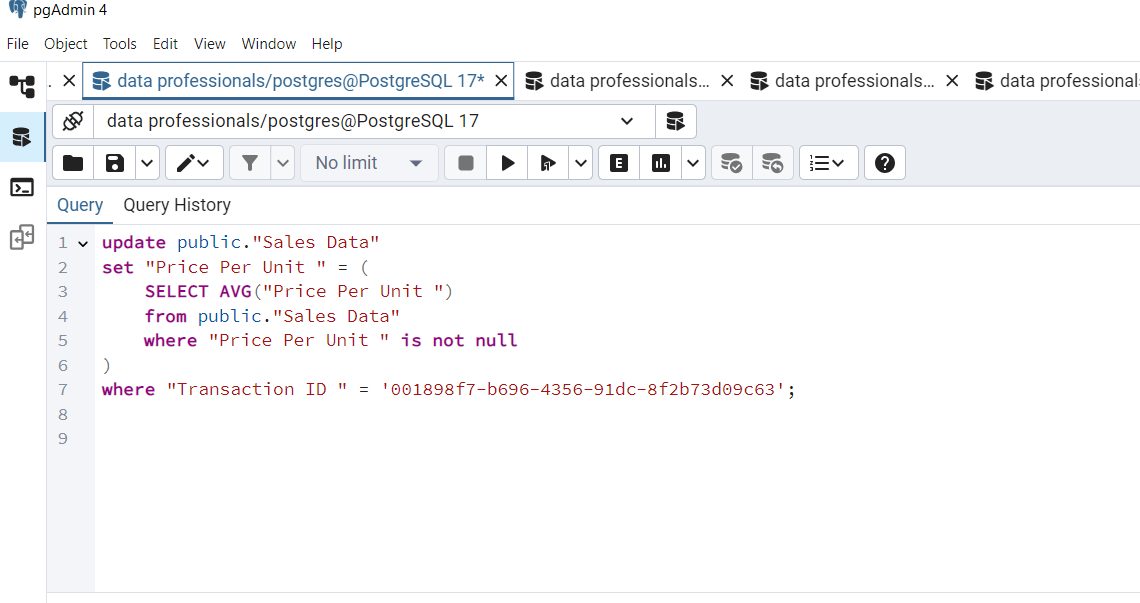 pgAdmin 4
File Object Tools Edit View Window Help
. data professionals/postgres@PostgreSQL 17* data professionals... data professionals... data professional
data professionals/postgres@PostgreSQL 17
No limit
Query Query History
1 update public."Sales Data"
2 set "Price Per Unit " = (
3 SELECT AVG("Price Per Unit ")
4 from public."Sales Data"
5 where "Price Per Unit " is not null
6 )
7 where "Transaction ID " = '001898f7-b696-4356-91dc-8f2b73d09c63';
8
9